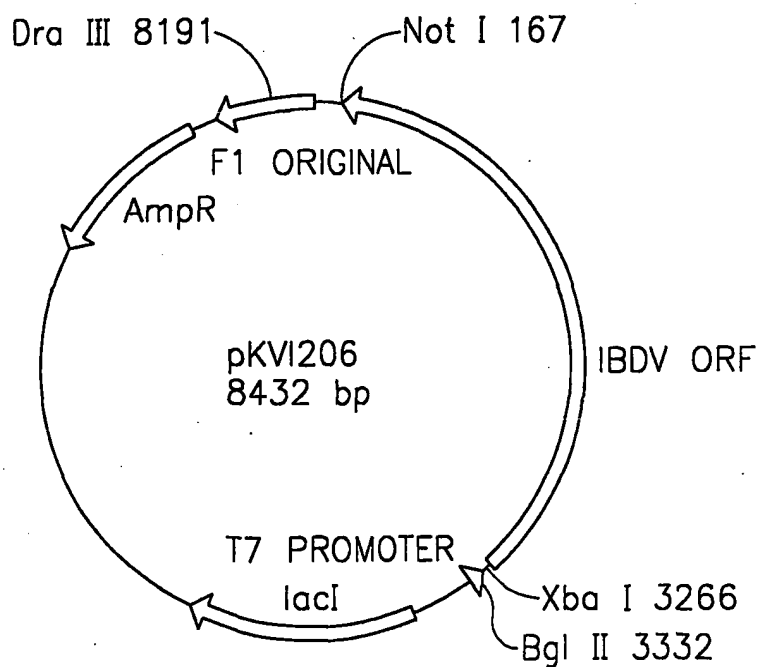 Dra III 8191
Not I 167
F1 ORIGINAL
AmpR
pKVI206
8432 bp
IBDV ORF
T7 PROMOTER
lacI
Xba I 3266
Bgl II 3332